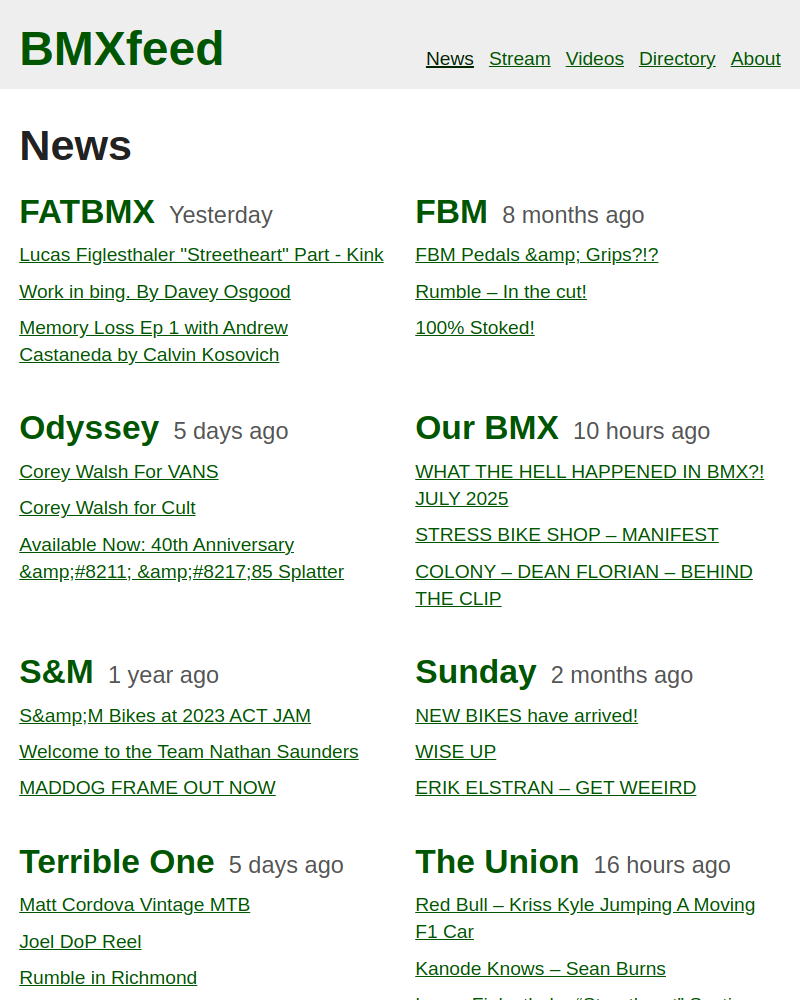 BMXfeed
News Stream Videos Directory About
News
FATBMX Yesterday
Lucas Figlesthaler "Streetheart" Part - Kink
Work in bing. By Davey Osgood
Memory Loss Ep 1 with Andrew
Castaneda by Calvin Kosovich
FBM 8 months ago
FBM Pedals &amp; Grips?!?
Rumble – In the cut!
100% Stoked!
Odyssey 5 days ago
Corey Walsh For VANS
Corey Walsh for Cult
Available Now: 40th Anniversary
&amp;#8211; &amp;#8217;85 Splatter
Our BMX 10 hours ago
WHAT THE HELL HAPPENED IN BMX?!
JULY 2025
STRESS BIKE SHOP – MANIFEST
COLONY – DEAN FLORIAN – BEHIND
THE CLIP
S&M 1 year ago
S&amp;M Bikes at 2023 ACT JAM
Welcome to the Team Nathan Saunders
MADDOG FRAME OUT NOW
Sunday 2 months ago
NEW BIKES have arrived!
WISE UP
ERIK ELSTRAN – GET WEEIRD
Terrible One 5 days ago
Matt Cordova Vintage MTB
Joel DoP Reel
Rumble in Richmond
The Union 16 hours ago
Red Bull – Kriss Kyle Jumping A Moving
F1 Car
Kanode Knows – Sean Burns